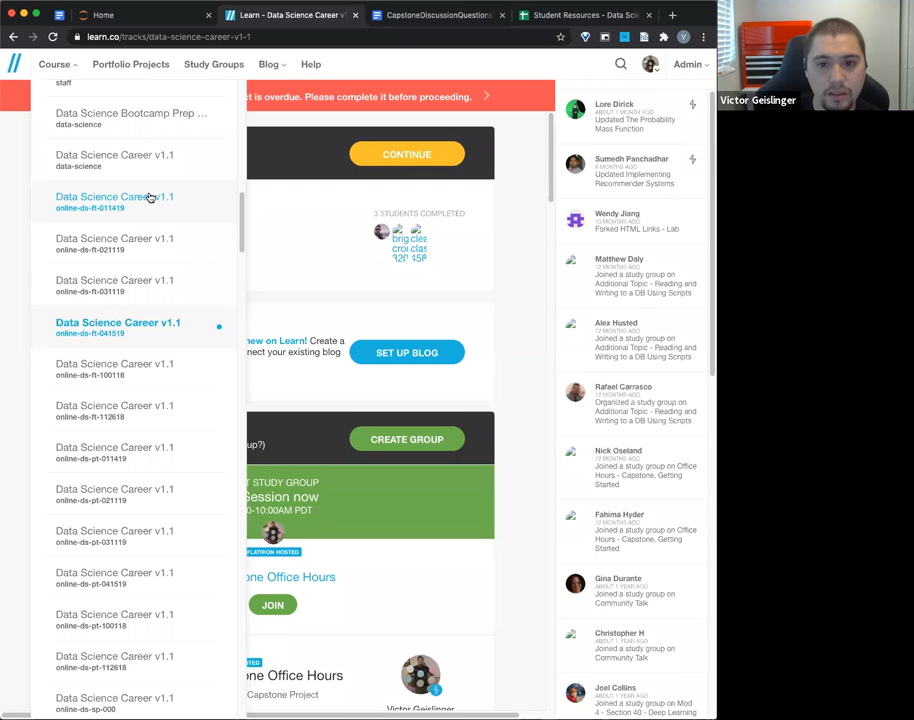 Home
Learn - Data Science Career v1
CapstoneDiscussionQuestions
Student Resources - Data Scie
learn.co/tracks/data-science-career-v1-1
V
Course
Portfolio Projects
Study Groups
Blog
Help
Admin
staff
Data Science Bootcamp Prep ...
data-science
Data Science Career v1.1
data-science
Data Science Career v1.1
online-ds-ft-011419
Data Science Career v1.1
online-ds-ft-021119
Data Science Career v1.1
online-ds-ft-031119
Data Science Career v1.1
online-ds-ft-041519
Data Science Career v1.1
online-ds-ft-100118
Data Science Career v1.1
online-ds-ft-112618
Data Science Career v1.1
online-ds-pt-011419
Data Science Career v1.1
online-ds-pt-021119
Data Science Career v1.1
online-ds-pt-031119
Data Science Career v1.1
online-ds-pt-041519
Data Science Career v1.1
online-ds-pt-100118
Data Science Career v1.1
online-ds-pt-112618
Data Science Career v1.1
online-ds-sp-000
ct is overdue. Please complete it before proceeding.
CONTINUE
3 STUDENTS COMPLETED
brig clea
croi clas
320 458
new on Learn! Create a
nect your existing blog
SET UP BLOG
up?)
CREATE GROUP
T STUDY GROUP
Session now
0-10:00AM PDT
FLATIRON HOSTED
one Office Hours
JOIN
STED
one Office Hours
Capstone Project
Victor Geislinger
Lore Dirick
ABOUT 1 MONTH AGO
Updated The Probability
Mass Function
Sumedh Panchadhar
6 MONTHS AGO
Updated Implementing
Recommender Systems
Wendy Jiang
12 MONTHS AGO
Forked HTML Links - Lab
Matthew Daly
12 MONTHS AGO
Joined a study group on
Additional Topic - Reading and
Writing to a DB Using Scripts
Alex Husted
12 MONTHS AGO
Joined a study group on
Additional Topic - Reading and
Writing to a DB Using Scripts
Rafael Carrasco
12 MONTHS AGO
Organized a study group on
Additional Topic - Reading and
Writing to a DB Using Scripts
Nick Oseland
12 MONTHS AGO
Joined a study group on Office
Hours - Capstone, Getting
Started
Fahima Hyder
12 MONTHS AGO
Joined a study group on Office
Hours - Capstone, Getting
Started
Gina Durante
ABOUT 1 YEAR AGO
Joined a study group on
Community Talk
Christopher H
ABOUT 1 YEAR AGO
Joined a study group on
Community Talk
Joel Collins
ABOUT 1 YEAR AGO
Joined a study group on Mod
4 - Section 40 - Deep Learning
Victor Geislinger